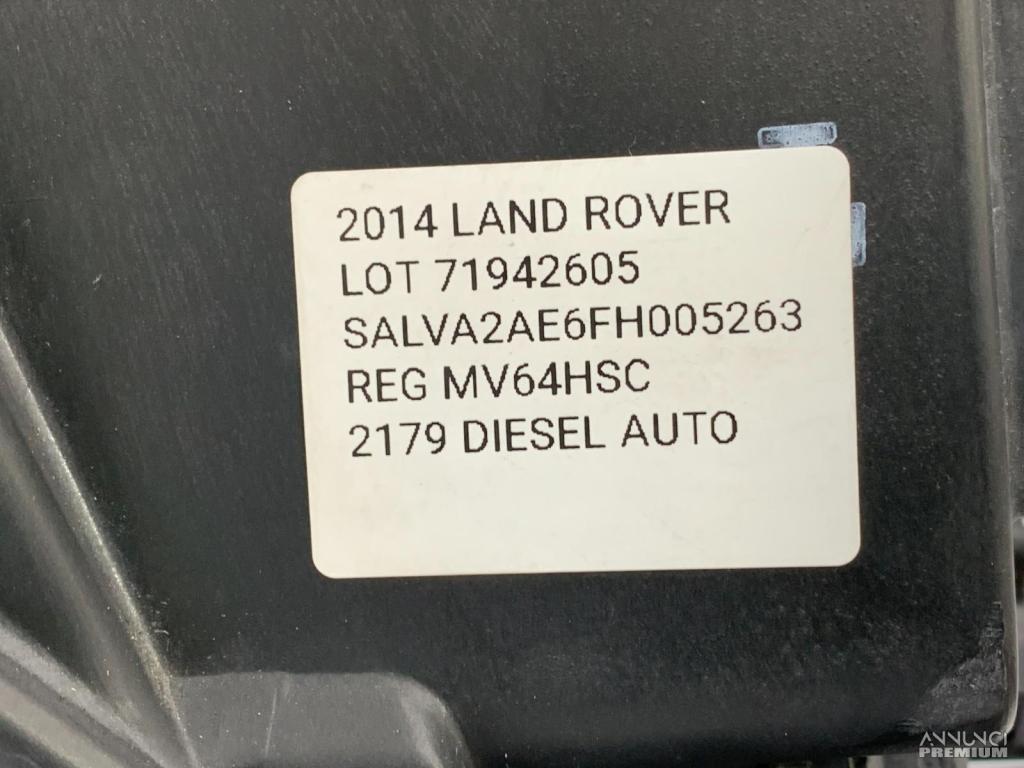 2014 LAND ROVER
LOT 71942605
SALVA2AE6FH005263
REG MV64HSC
2179 DIESEL AUTO
ANNUNCI
PREMIUM